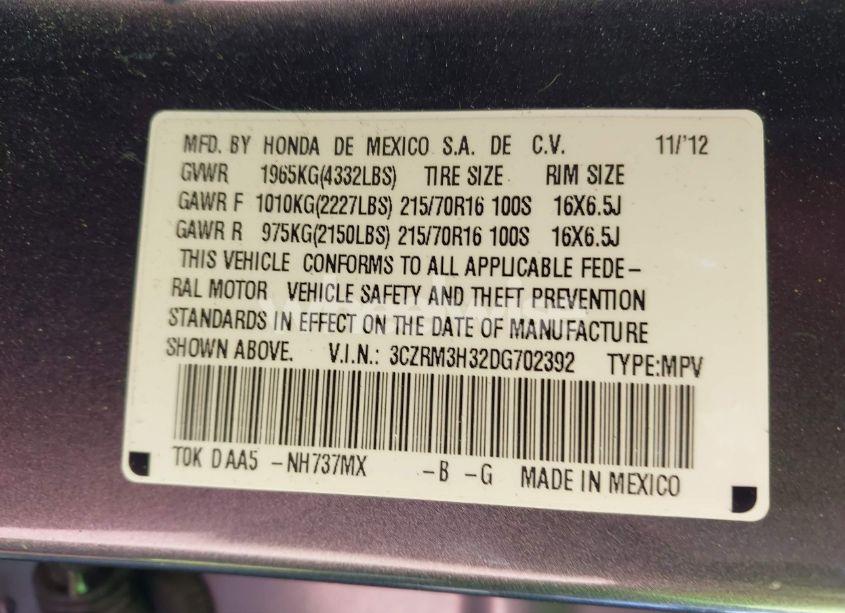 MFD. BY HONDA DE MEXICO S.A. DE C.V. 11/'12
GVWR 1965KG(4332LBS) TIRE SIZE RIM SIZE
GAWR F 1010KG(2227LBS) 215/70R16 100S 16X6.5J
GAWR R 975KG(2150LBS) 215/70R16 100S 16X6.5J
THIS VEHICLE CONFORMS TO ALL APPLICABLE FEDE-
RAL MOTOR VEHICLE SAFETY AND THEFT PREVENTION
STANDARDS IN EFFECT ON THE DATE OF MANUFACTURE
SHOWN ABOVE. V.I.N.: 3CZRM3H32DG702392 TYPE:MPV
T0K D AA5 -NH737MX -B -G MADE IN MEXICO